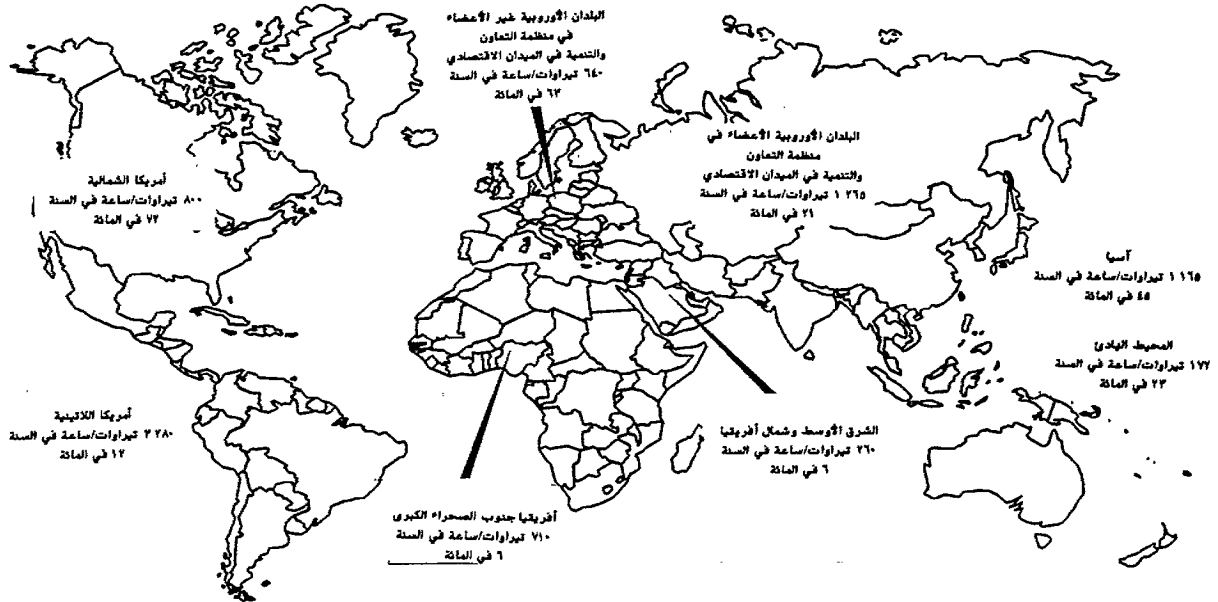 البلدان الأوروبية غير الأعضاء
في منظمة التعاون
والتنمية في الميدان الاقتصادي
٦٤٠ تيراوات/ساعة في السنة
٦٣ في المائة
البلدان الأوروبية الأعضاء في
منظمة التعاون
والتنمية في الميدان الاقتصادي
١ ٢٦٥ تيراوات/ساعة في السنة
٢١ في المائة
أمريكا الشمالية
٨٠٠ تيراوات/ساعة في السنة
٧٢ في المائة
آسيا
١ ١٦٥ تيراوات/ساعة في السنة
٤٥ في المائة
المحيط الهادئ
١٧٧ تيراوات/ساعة في السنة
٢٣ في المائة
أمريكا اللاتينية
٣ ٢٨٠ تيراوات/ساعة في السنة
١٢ في المائة
الشرق الأوسط وشمال أفريقيا
٢٦٠ تيراوات/ساعة في السنة
٦ في المائة
أفريقيا جنوب الصحراء الكبرى
٧١٠ تيراوات/ساعة في السنة
٦ في المائة